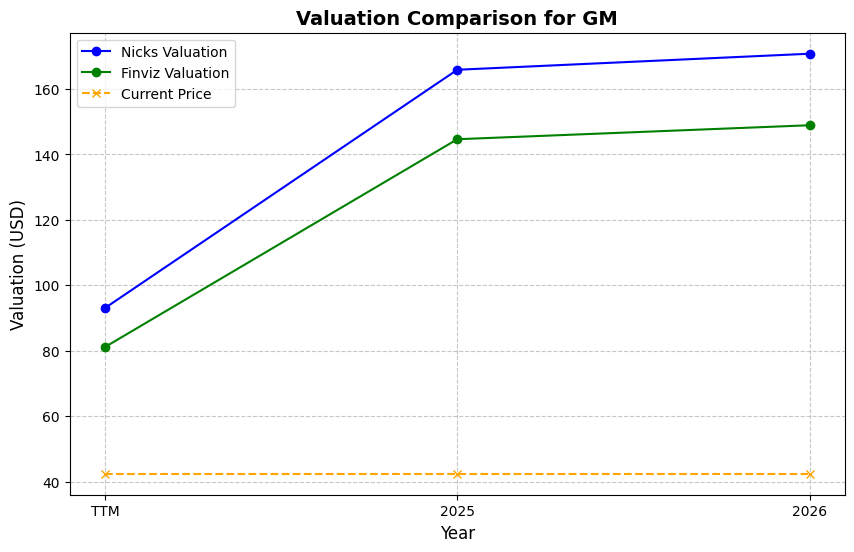 Valuation Comparison for GM
Nicks Valuation
Finviz Valuation
Current Price
Valuation (USD)
160
140
120
100
80
60
40
TTM
2025
2026
Year